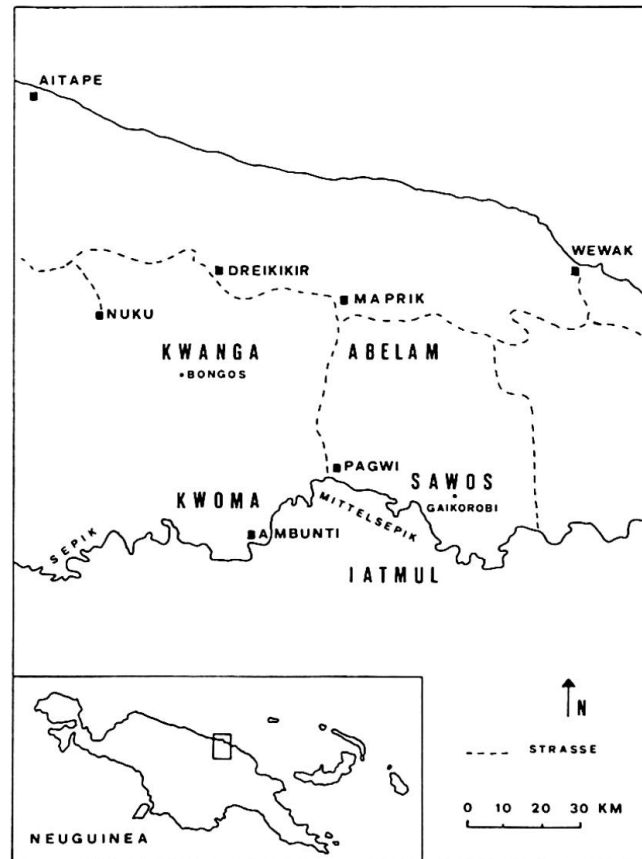 AITAPE
WEWAK
DREIKIKIR
MAPRIK
NUKU
KWANGA
ABELAM
BONGOS
PAGWI
SAWOS
GAIKOROBI
KWOMA
MITTELSEPIK
SEPIK
AMBUNTI
IATMUL
N
STRASSE
0 10 20 30 KM
NEUGUINEA